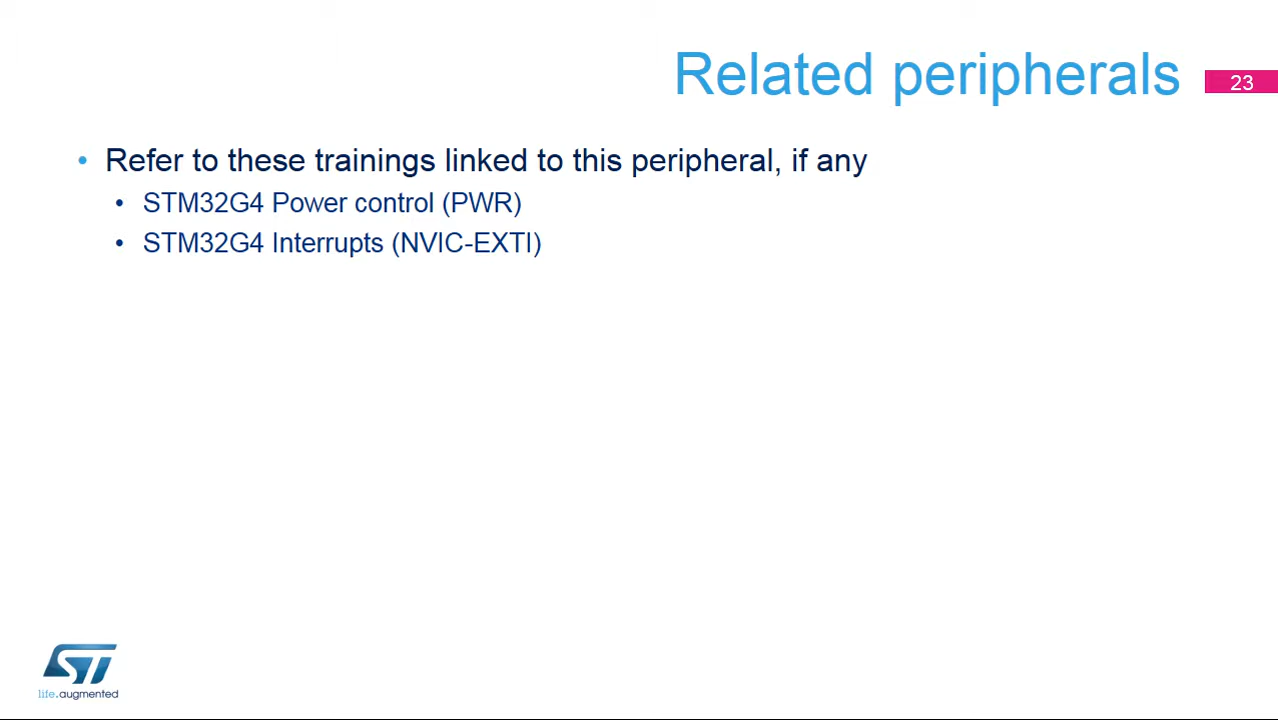 Related peripherals
23
• Refer to these trainings linked to this peripheral, if any
• STM32G4 Power control (PWR)
• STM32G4 Interrupts (NVIC-EXTI)
ST
life.augmented